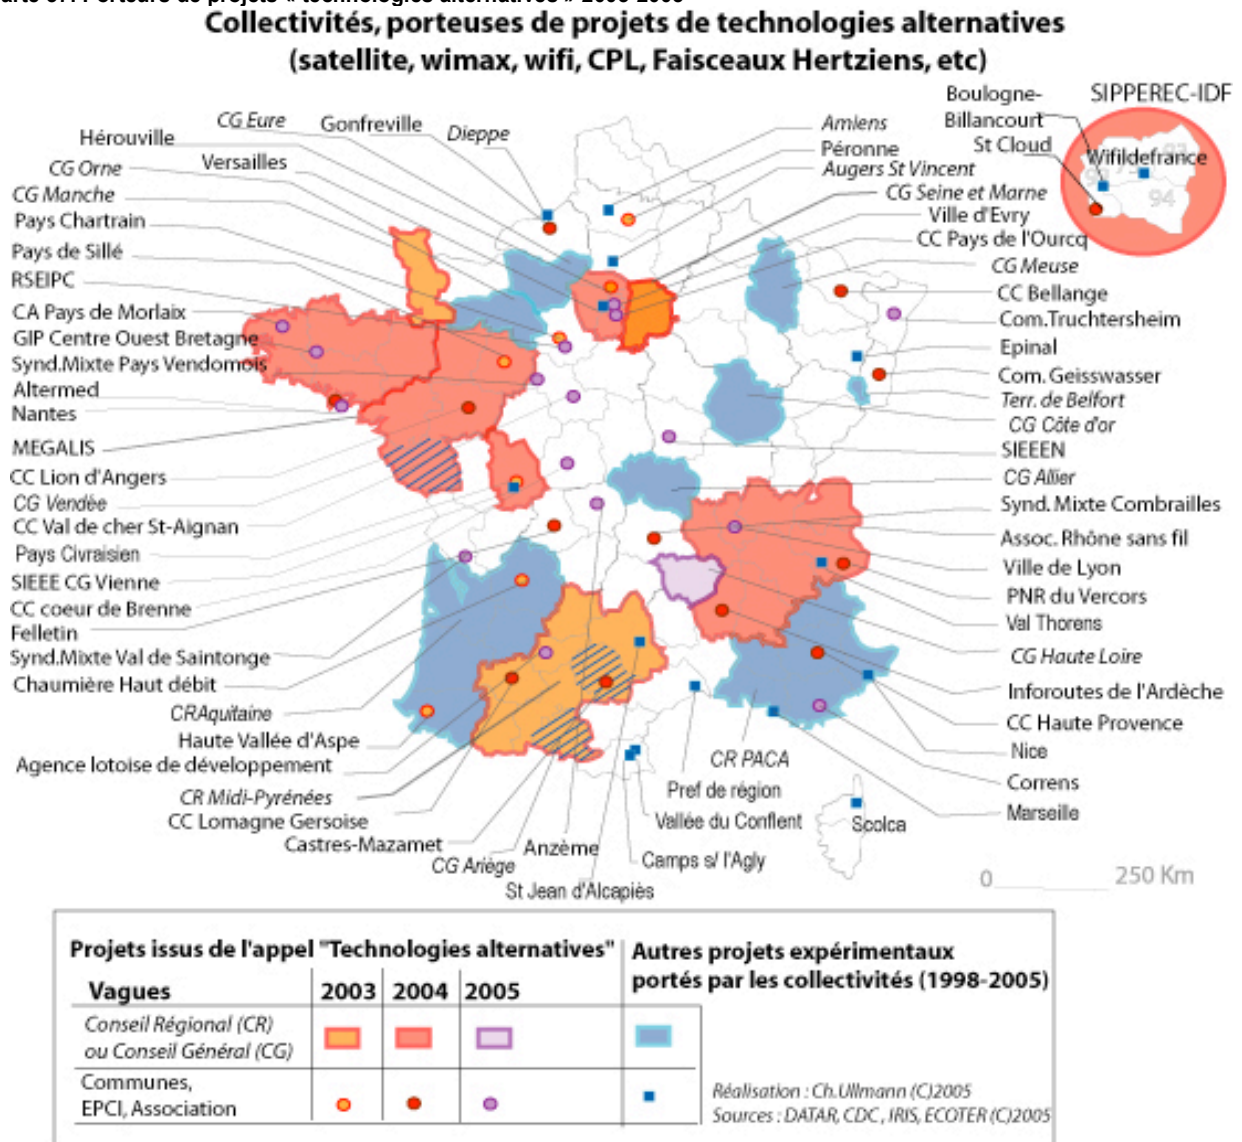 Collectivités, porteuses de projets de technologies alternatives
(satellite, wimax, wifi, CPL, Faisceaux Hertziens, etc)
Hérouville
CG Eure
Gonfreville
Dieppe
CG Orne
Versailles
CG Manche
Pays Chartrain
Pays de Sillé
RSEIPC
CA Pays de Morlaix
GIP Centre Ouest Bretagne
Synd.Mixte Pays Vendomois
Altermed
Nantes
MEGALIS
CC Lion d'Angers
CG Vendée
CC Val de cher St-Aignan
Pays Civraisien
SIEEE CG Vienne
CC coeur de Brenne
Felletin
Synd.Mixte Val de Saintonge
Chaumière Haut débit
CRAquitaine
Haute Vallée d'Aspe
Agence lotoise de développement
CR Midi-Pyrénées
CC Lomagne Gersoise
Castres-Mazamet
CG Ariège
Anzème
St Jean d'Alcapiès
Camps s/ l'Agly
Vallée du Conflent
Pref de région
CR PACA
Scolca
Boulogne-
Billancourt
St Cloud
SIPPEREC-IDF
Wifildefrance
94
Amiens
Péronne
Augers St Vincent
CG Seine et Marne
Ville d'Evry
CC Pays de l'Ourcq
CG Meuse
CC Bellange
Com.Truchtersheim
Epinal
Com. Geisswasser
Terr. de Belfort
CG Côte d'or
SIEEEN
CG Allier
Synd. Mixte Combrailles
Assoc. Rhône sans fil
Ville de Lyon
PNR du Vercors
Val Thorens
CG Haute Loire
Inforoutes de l'Ardèche
CC Haute Provence
Nice
Correns
Marseille
0 250 Km
Projets issus de l'appel "Technologies alternatives"
Vagues 2003 2004 2005
Conseil Régional (CR)
ou Conseil Général (CG)
Communes,
EPCI, Association
Autres projets expérimentaux
portés par les collectivités (1998-2005)
Réalisation : Ch.Ullmann (C)2005
Sources : DATAR, CDC, IRIS, ECOTER (C)2005